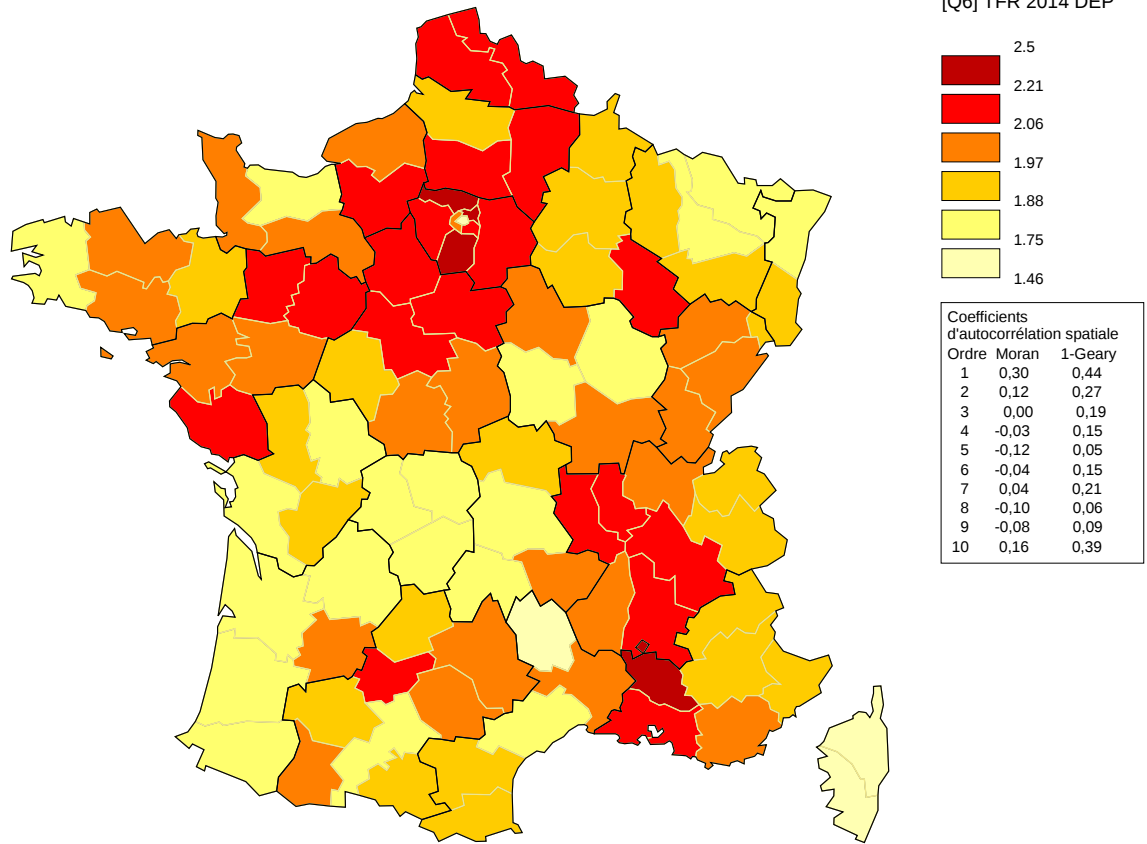 [Q6] TFR 2014 DEP
2.5
2.21
2.06
1.97
1.88
1.75
1.46
Coefficients
d'autocorrélation spatiale
Ordre Moran 1-Geary
1 0,30 0,44
2 0,12 0,27
3 0,00 0,19
4 -0,03 0,15
5 -0,12 0,05
6 -0,04 0,15
7 0,04 0,21
8 -0,10 0,06
9 -0,08 0,09
10 0,16 0,39